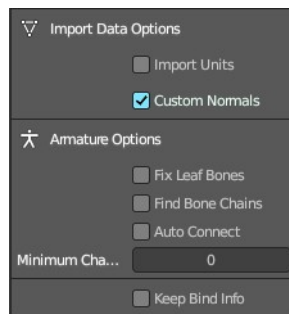 Import Data Options
Import Units
Custom Normals
Armature Options
Fix Leaf Bones
Find Bone Chains
Auto Connect
Minimum Cha... 0
Keep Bind Info